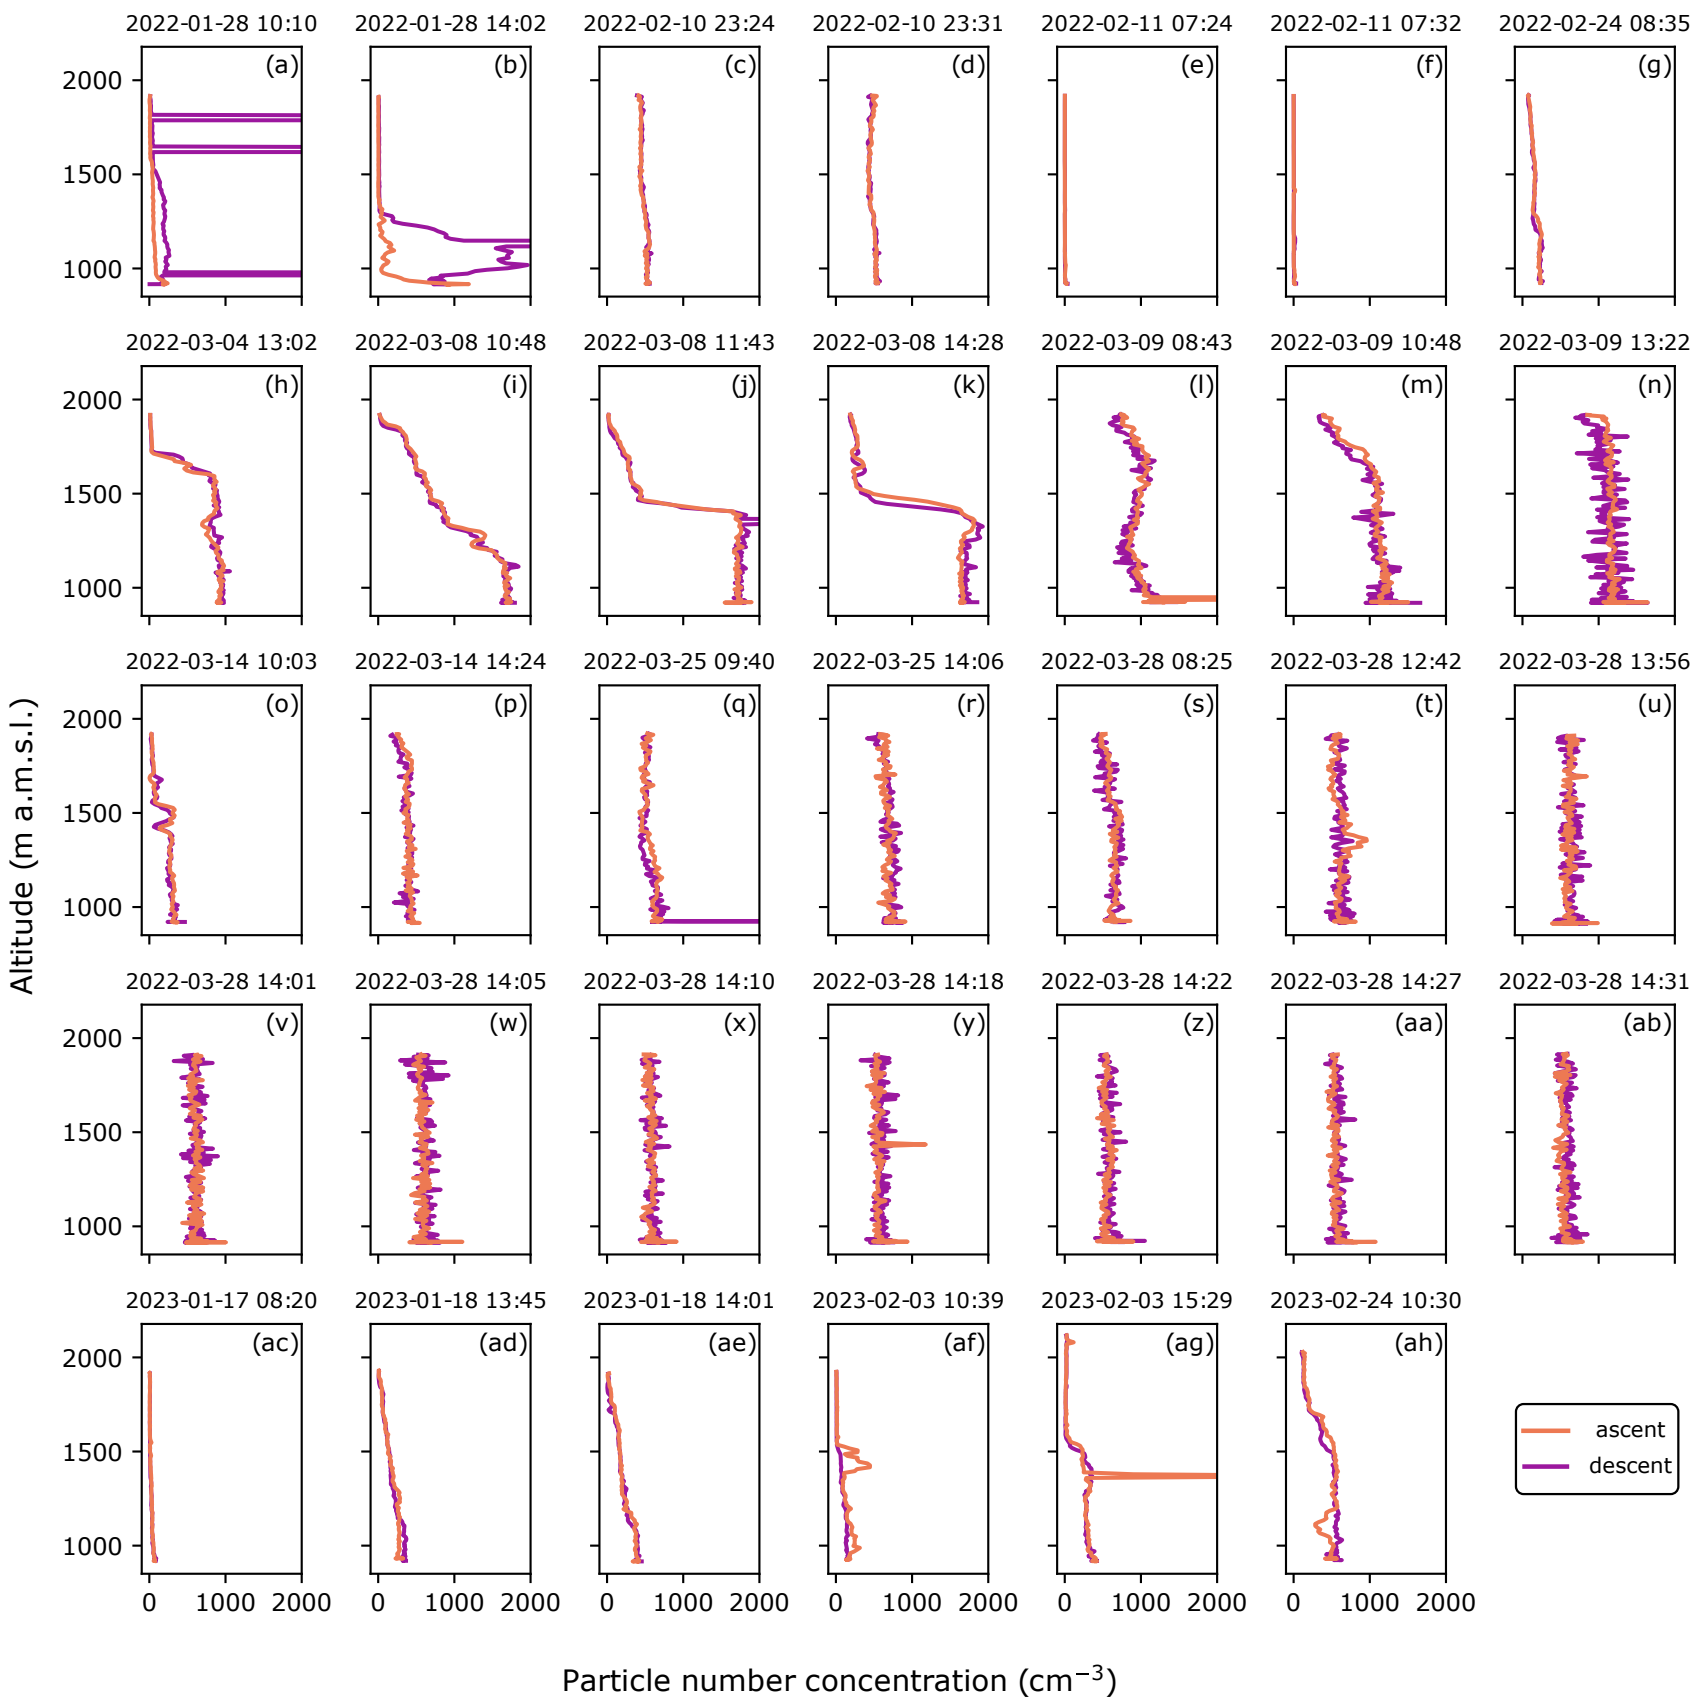 2022-01-28 10:10 2022-01-28 14:02 2022-02-10 23:24 2022-02-10 23:31 2022-02-11 07:24 2022-02-11 07:32 2022-02-24 08:35
(a) (b) (c) (d) (e) (f) (g)
2000
1500
1000
2022-03-04 13:02 2022-03-08 10:48 2022-03-08 11:43 2022-03-08 14:28 2022-03-09 08:43 2022-03-09 10:48 2022-03-09 13:22
(h) (i) (j) (k) (l) (m) (n)
2000
1500
1000
2022-03-14 10:03 2022-03-14 14:24 2022-03-25 09:40 2022-03-25 14:06 2022-03-28 08:25 2022-03-28 12:42 2022-03-28 13:56
(o) (p) (q) (r) (s) (t) (u)
2000
1500
1000
Altitude (m a.m.s.l.)
2022-03-28 14:01 2022-03-28 14:05 2022-03-28 14:10 2022-03-28 14:18 2022-03-28 14:22 2022-03-28 14:27 2022-03-28 14:31
(v) (w) (x) (y) (z) (aa) (ab)
2000
1500
1000
2023-01-17 08:20 2023-01-18 13:45 2023-01-18 14:01 2023-02-03 10:39 2023-02-03 15:29 2023-02-24 10:30
(ac) (ad) (ae) (af) (ag) (ah)
2000
1500
1000
ascent
descent
0 1000 0 1000 2000 0 1000 2000 0 1000 2000 0 1000 2000 0 1000 2000
Particle number concentration (cm⁻³)